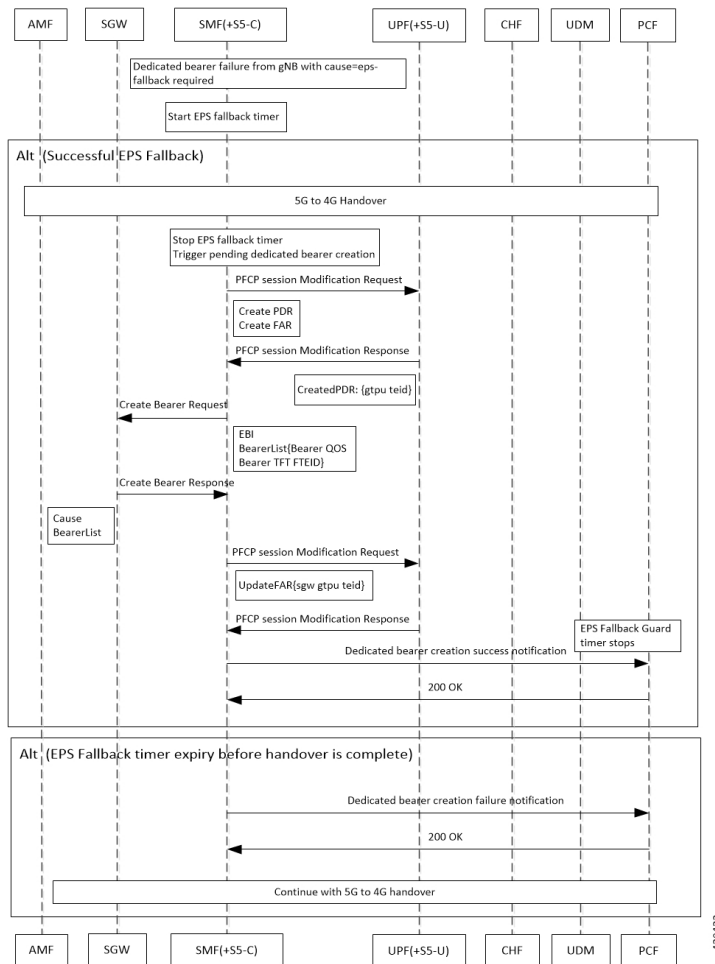 AMF SGW SMF(+S5-C) UPF(+S5-U) CHF UDM PCF
Dedicated bearer failure from gNB with cause=eps-
fallback required
Start EPS fallback timer
Alt (Successful EPS Fallback)
5G to 4G Handover
Stop EPS fallback timer
Trigger pending dedicated bearer creation
PFCP session Modification Request
Create PDR
Create FAR
PFCP session Modification Response
CreatedPDR: {gtpu teid}
Create Bearer Request
EBI
BearerList{Bearer QOS
Bearer TFT FTEID}
Create Bearer Response
Cause
BearerList
PFCP session Modification Request
UpdateFAR{sgw gtpu teid}
PFCP session Modification Response
EPS Fallback Guard
timer stops
Dedicated bearer creation success notification
200 OK
Alt (EPS Fallback timer expiry before handover is complete)
Dedicated bearer creation failure notification
200 OK
Continue with 5G to 4G handover
AMF SGW SMF(+S5-C) UPF(+S5-U) CHF UDM PCF